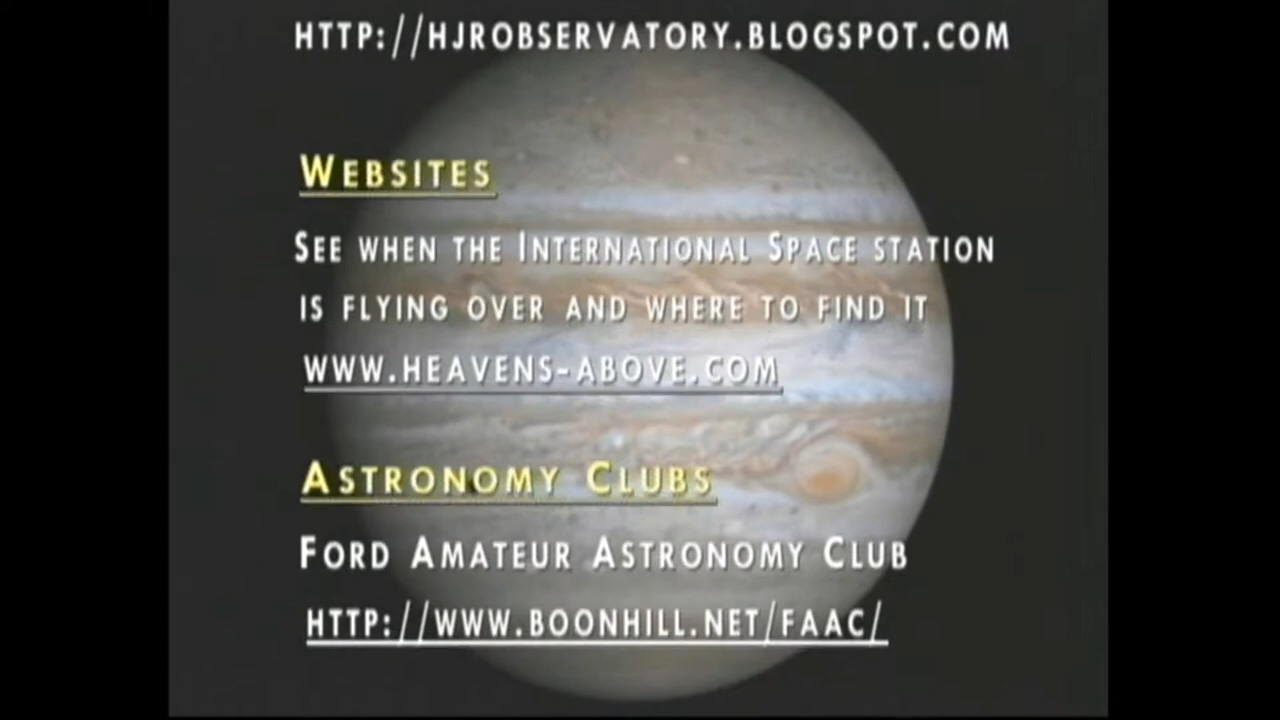 HTTP://HJROBSERVATORY.BLOGSPOT.COM
WEBSITES
SEE WHEN THE INTERNATIONAL SPACE STATION
IS FLYING OVER AND WHERE TO FIND IT
WWW.HEAVENS-ABOVE.COM
ASTRONOMY CLUBS
FORD AMATEUR ASTRONOMY CLUB
HTTP://WWW.BOONHILL.NET/FAAC/